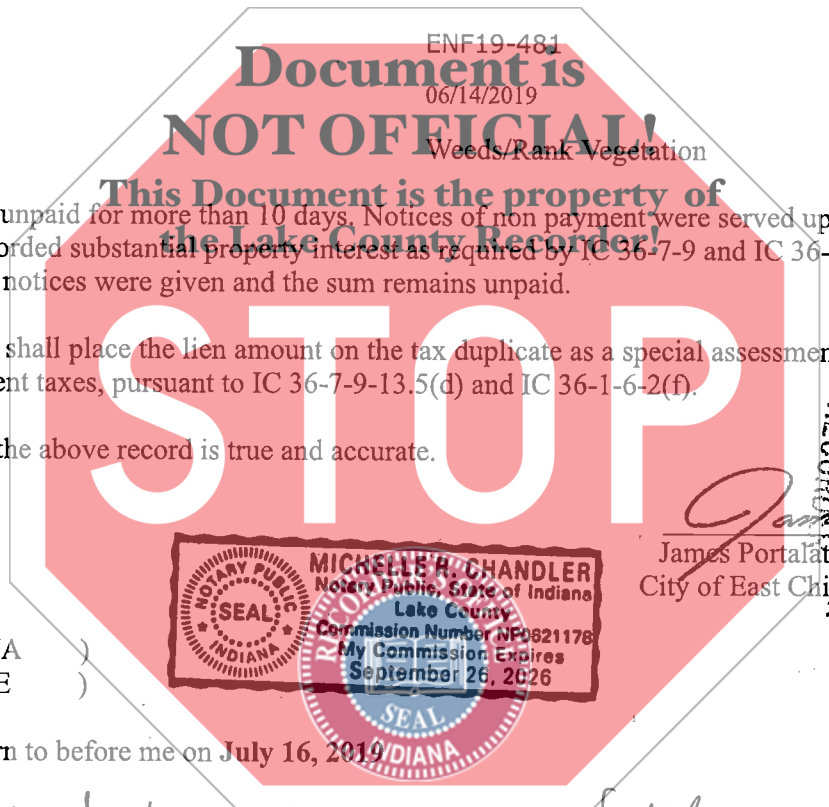 ENF19-481
Document is
06/14/2019
NOT OFFICIAL!
Weeds/Rank Vegetation
This Document is the property of
the Lake County Recorder!
unpaid for more than 10 days. Notices of non payment were served up
orded substantial property interest as required by IC 36-7-9 and IC 36-
notices were given and the sum remains unpaid.
shall place the lien amount on the tax duplicate as a special assessmen
ent taxes, pursuant to IC 36-7-9-13.5(d) and IC 36-1-6-2(f).
the above record is true and accurate.
STOP
James Portalat
City of East Chi
NOTARY PUBLIC
SEAL
INDIANA
MICHELLE R. CHANDLER
Notary Public, State of Indiana
Lake County
Commission Number NP0621178
My Commission Expires
September 26, 2026
SEAL
INDIANA
A )
E )
rn to before me on July 16, 2019